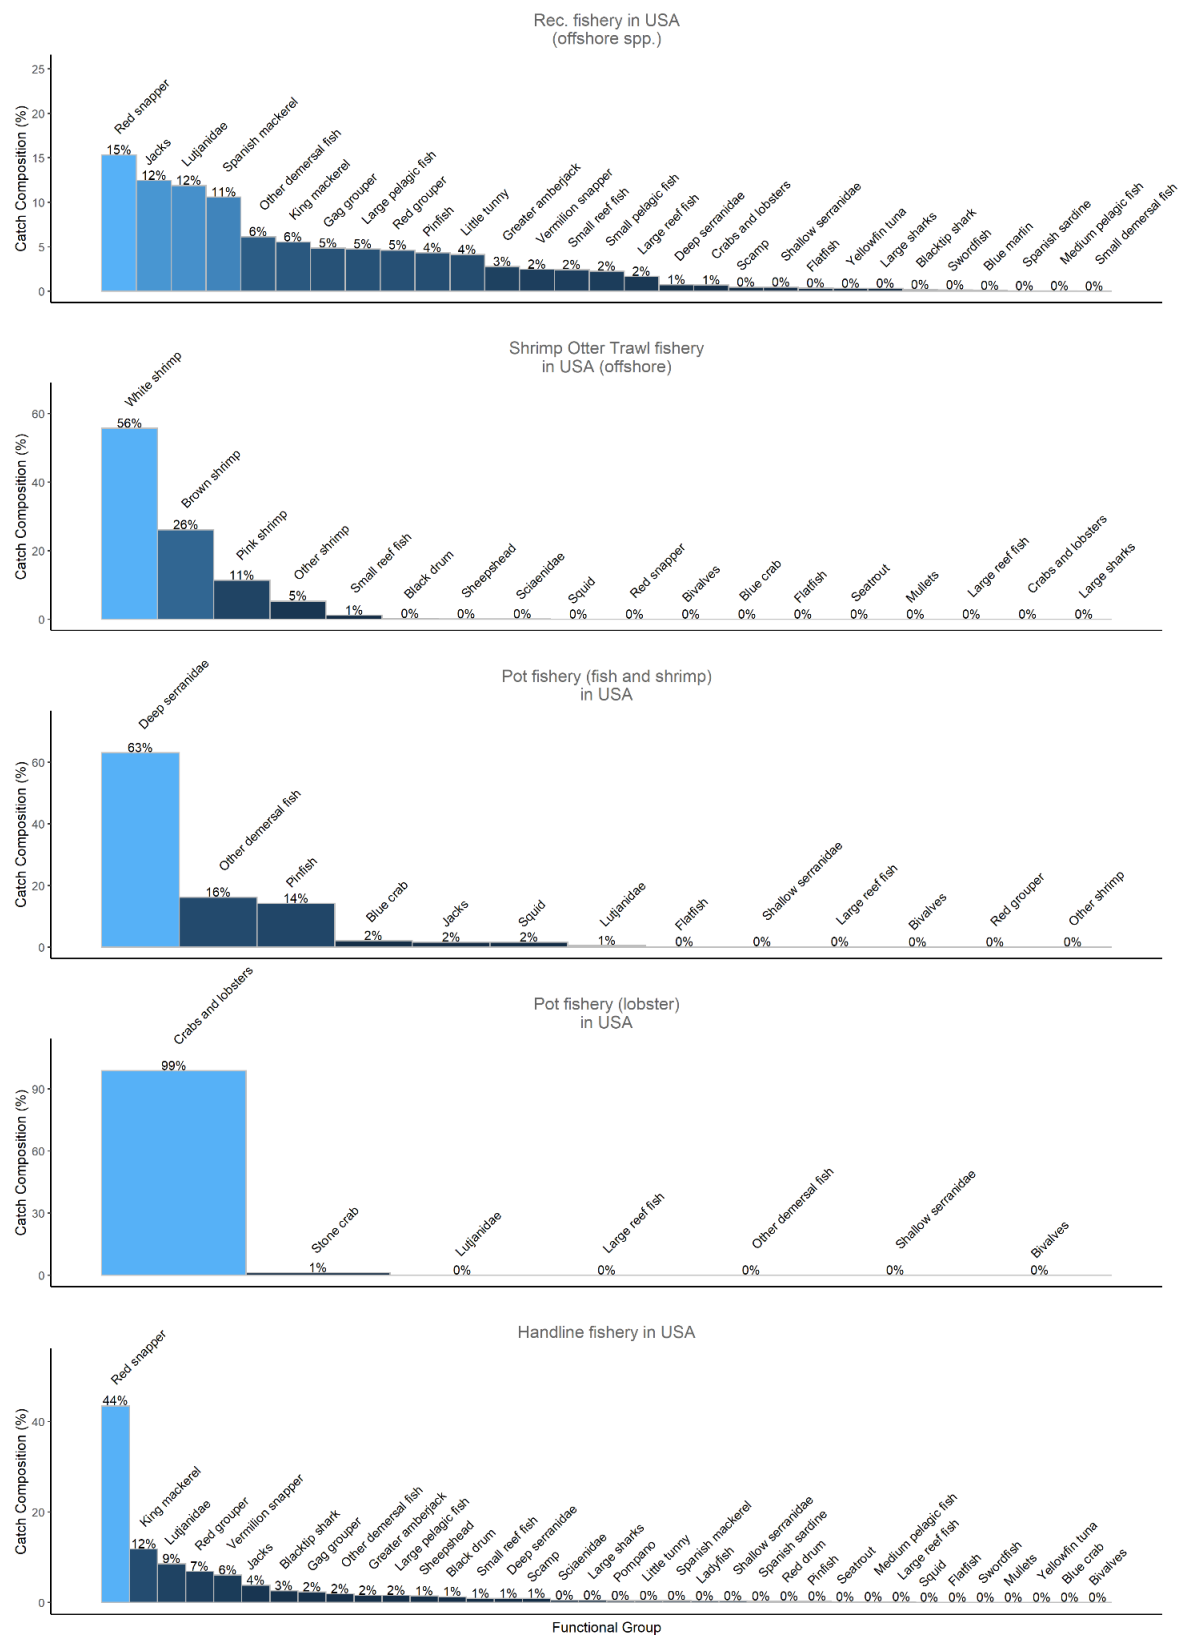 Rec. fishery in USA
(offshore spp.)
Catch Composition (%)
25
20
15
10
5
0
Red snapper
Jacks
Lutjanidae
Spanish mackerel
Other demersal fish
King mackerel
Gag grouper
Large pelagic fish
Red grouper
Pinfish
Little tunny
Greater amberjack
Vermilion snapper
Small reef fish
Small pelagic fish
Large reef fish
Deep serranidae
Crabs and lobsters
Scamp
Shallow serranidae
Flatfish
Yellowfin tuna
Large sharks
Blacktip shark
Swordfish
Blue marlin
Spanish sardine
Medium pelagic fish
Small demersal fish
15% 12% 12% 11% 6% 6% 5% 5% 5% 4% 4% 3% 2% 2% 2% 2% 1% 1% 0% 0% 0% 0% 0% 0% 0% 0% 0% 0% 0%
Shrimp Otter Trawl fishery
in USA (offshore)
Catch Composition (%)
60
40
20
0
White shrimp
Brown shrimp
Pink shrimp
Other shrimp
Small reef fish
Black drum
Sheepshead
Sciaenidae
Squid
Red snapper
Bivalves
Blue crab
Flatfish
Seatrout
Mullets
Large reef fish
Crabs and lobsters
Large sharks
56% 26% 11% 5% 1% 0% 0% 0% 0% 0% 0% 0% 0% 0% 0% 0% 0% 0%
Pot fishery (fish and shrimp)
in USA
Catch Composition (%)
60
40
20
0
Deep serranidae
Other demersal fish
Pinfish
Blue crab
Jacks
Squid
Lutjanidae
Flatfish
Shallow serranidae
Large reef fish
Bivalves
Red grouper
Other shrimp
63% 16% 14% 2% 2% 2% 1% 0% 0% 0% 0% 0% 0%
Pot fishery (lobster)
in USA
Catch Composition (%)
90
60
30
0
Crabs and lobsters
Stone crab
Lutjanidae
Large reef fish
Other demersal fish
Shallow serranidae
Bivalves
99% 1% 0% 0% 0% 0% 0%
Handline fishery in USA
Catch Composition (%)
40
20
0
Red snapper
King mackerel
Lutjanidae
Red grouper
Vermilion snapper
Jacks
Blacktip shark
Gag grouper
Other demersal fish
Greater amberjack
Large pelagic fish
Sheepshead
Black drum
Small reef fish
Deep serranidae
Scamp
Sciaenidae
Large sharks
Pompano
Little tunny
Spanish mackerel
Ladyfish
Shallow serranidae
Spanish sardine
Red drum
Pinfish
Seatrout
Medium pelagic fish
Large reef fish
Squid
Flatfish
Swordfish
Mullets
Yellowfin tuna
Blue crab
Bivalves
44% 12% 9% 7% 6% 4% 3% 2% 2% 2% 2% 1% 1% 1% 1% 1% 0% 0% 0% 0% 0% 0% 0% 0% 0% 0% 0% 0% 0% 0% 0% 0% 0% 0% 0% 0%
Functional Group